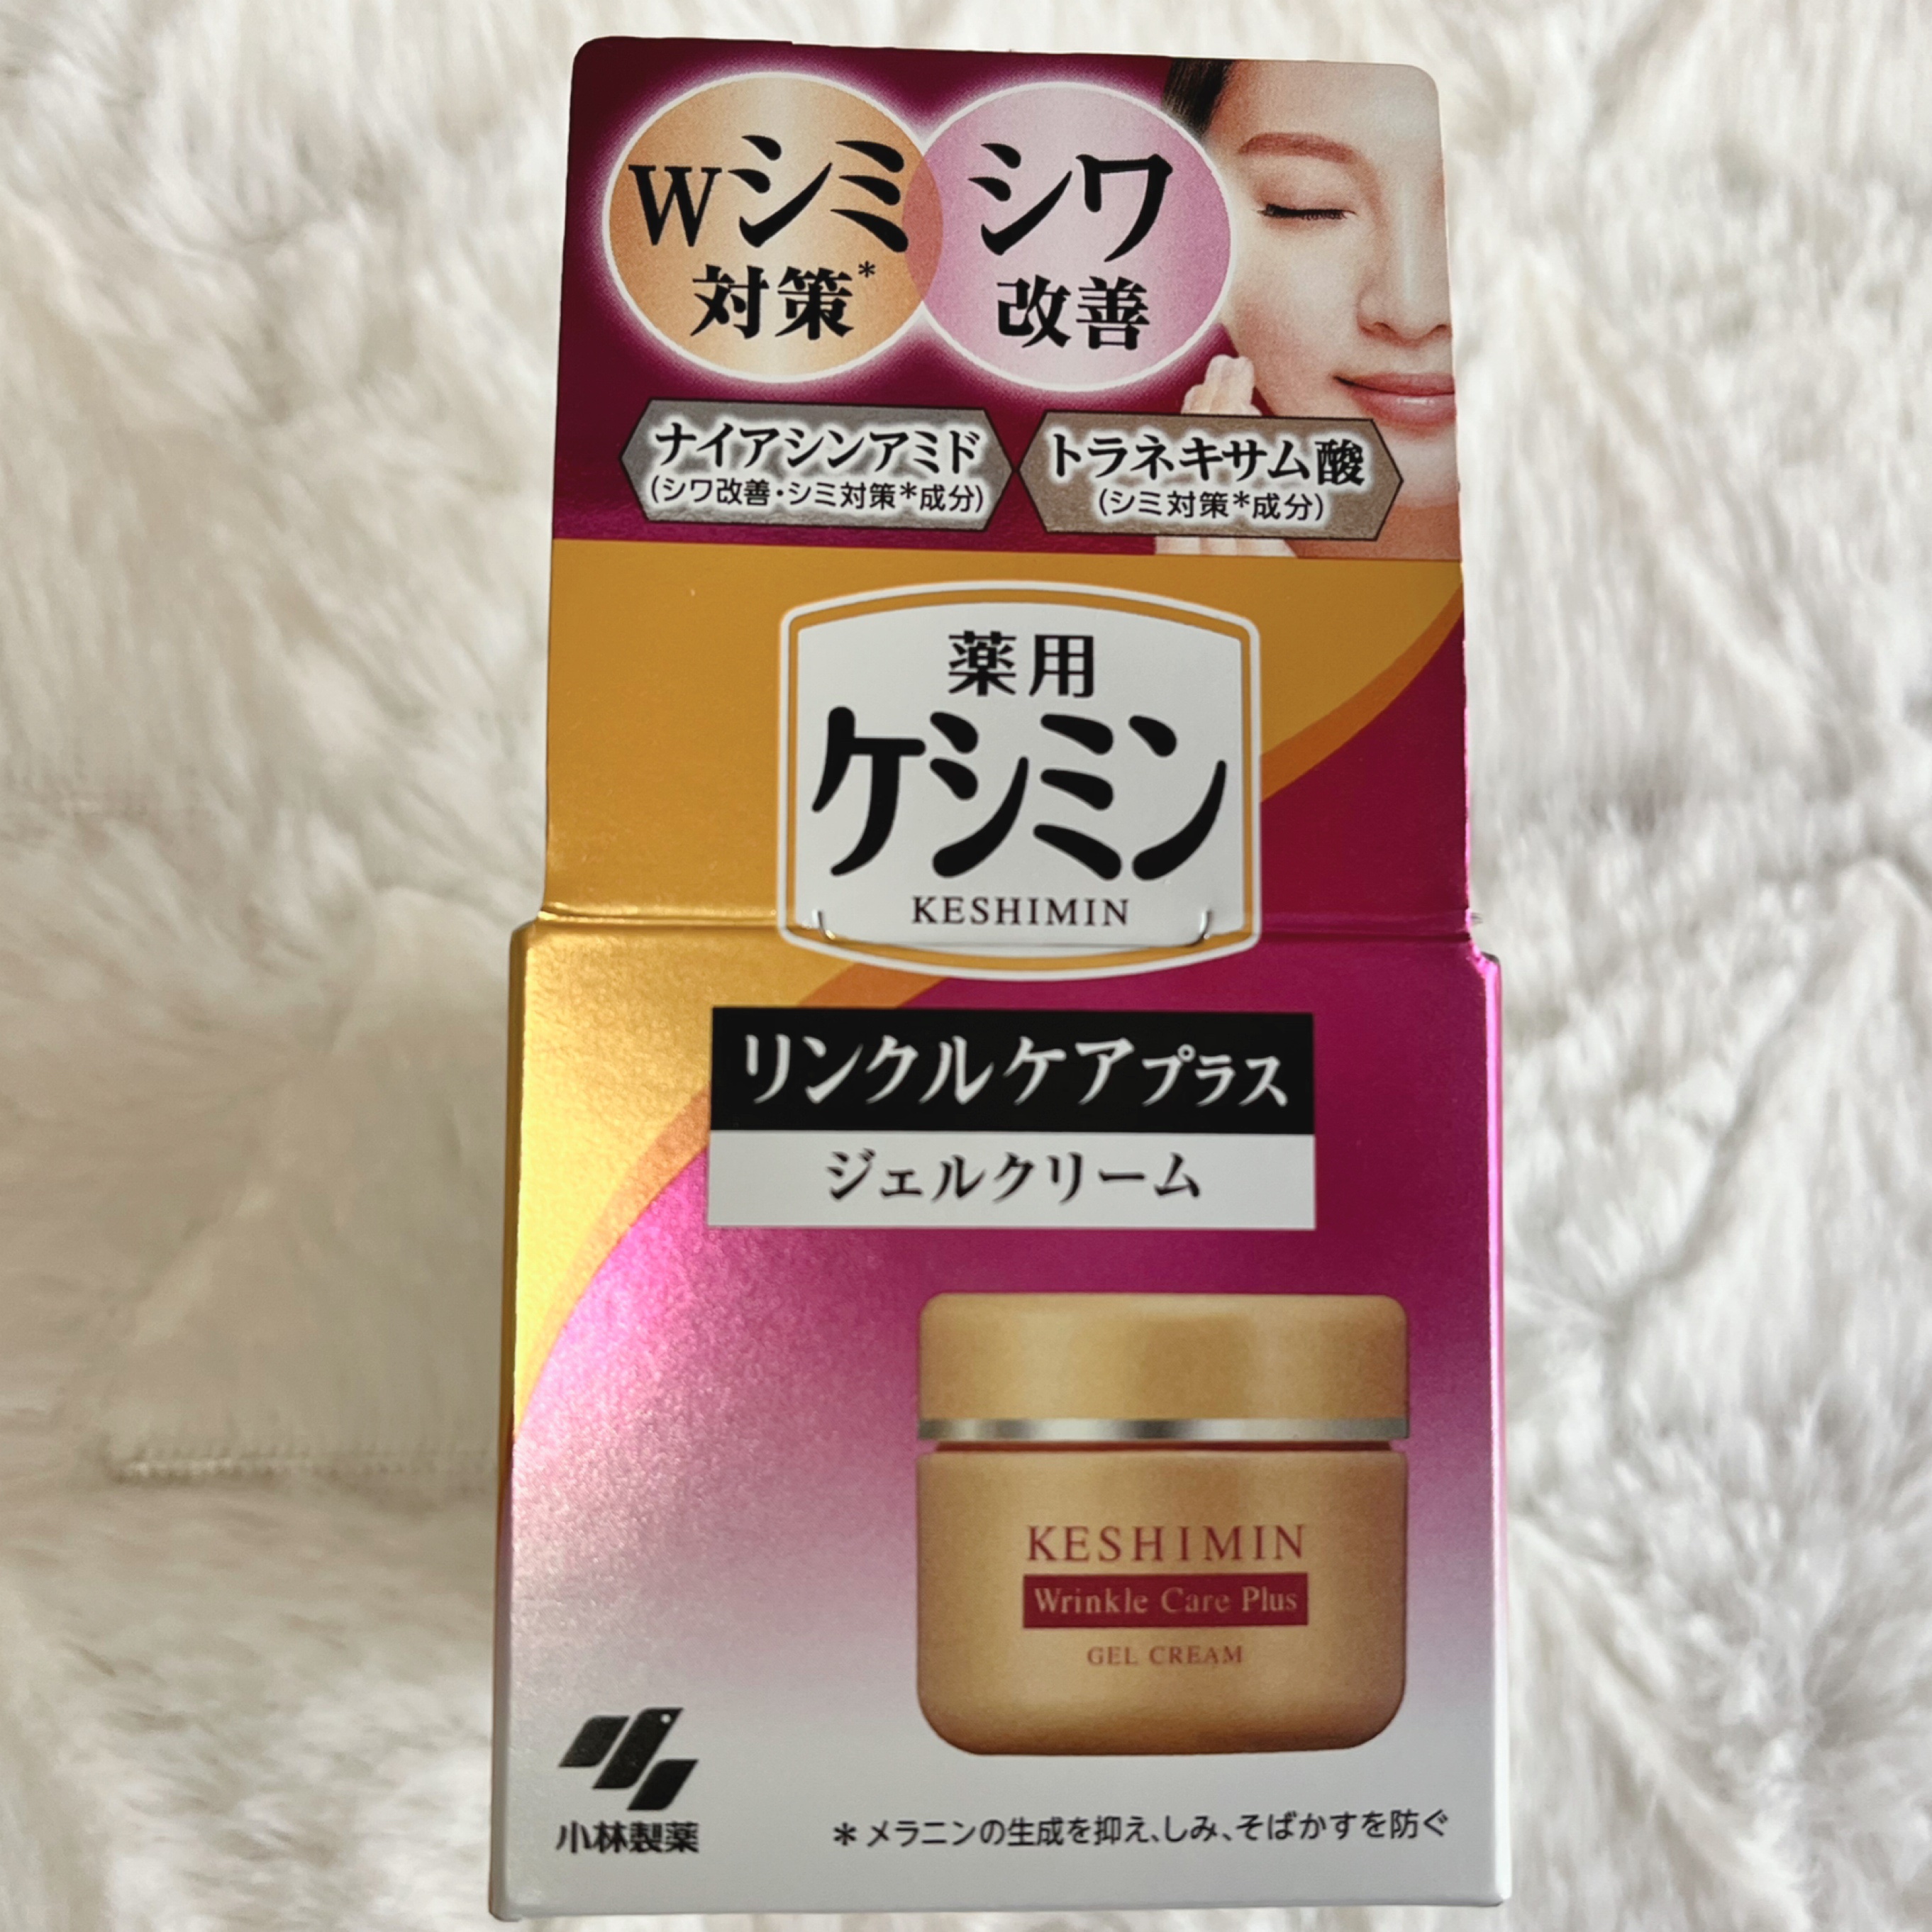 Wシミ
対策*
シワ
改善
ナイアシンアミド
(シワ改善・シミ対策*成分)
トラネキサム酸
(シミ対策*成分)
薬用
ケシミン
KESHIMIN
リンクルケアプラス
ジェルクリーム
KESHIMIN
Wrinkle Care Plus
GEL CREAM
小林製薬
*メラニンの生成を抑え、しみ、そばかすを防ぐ